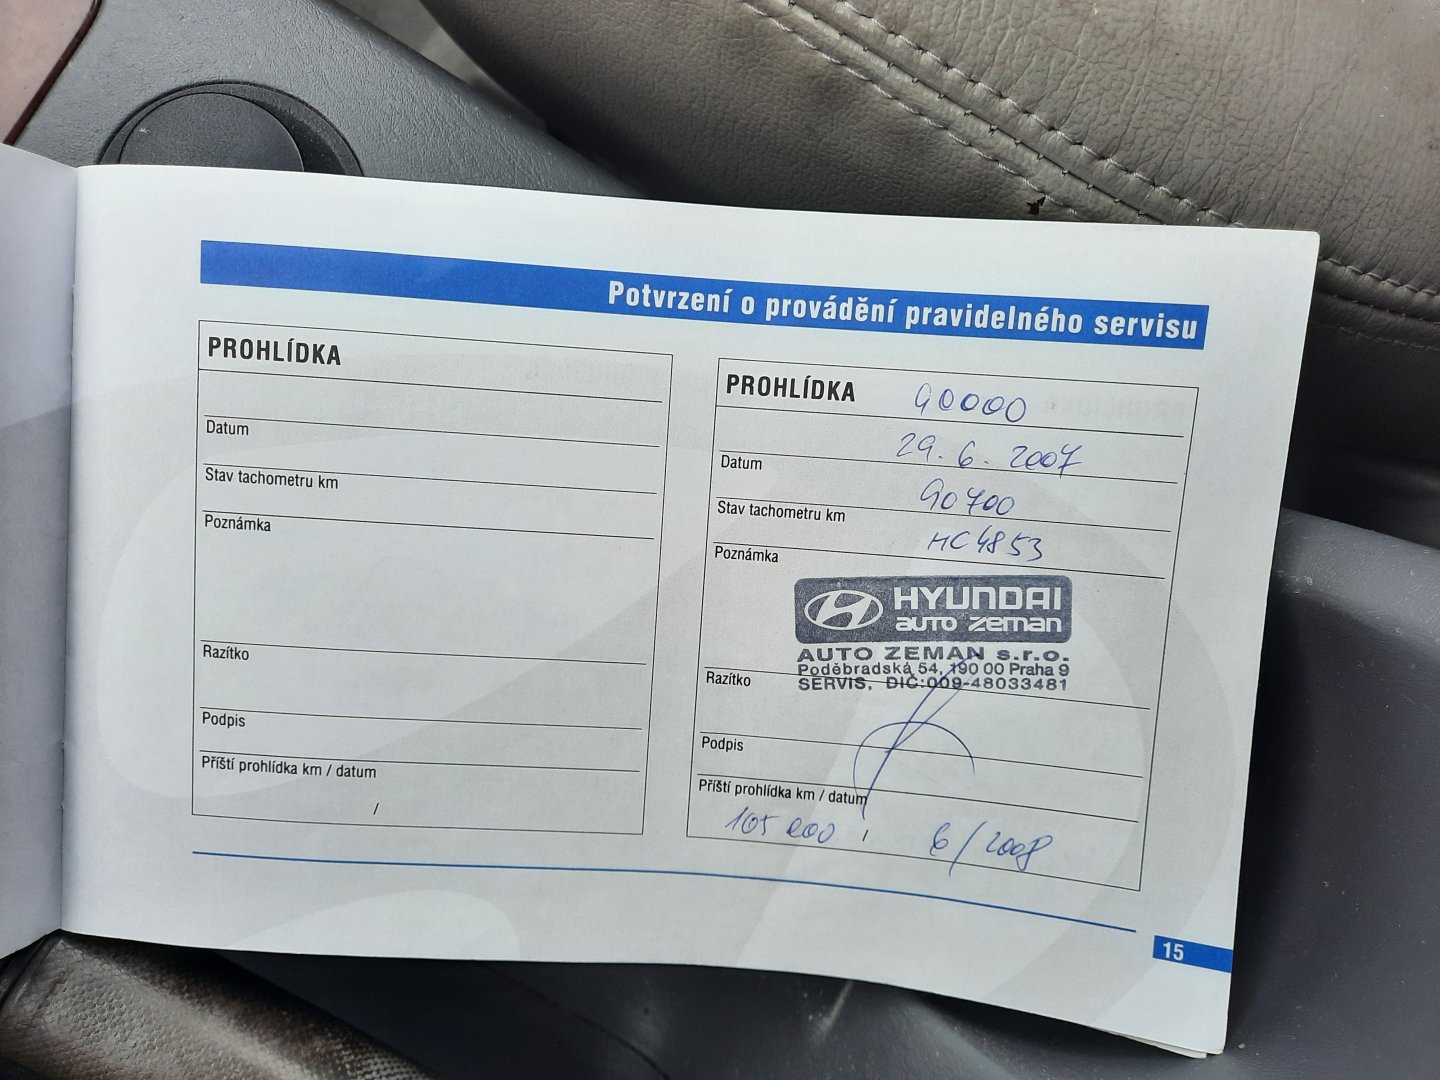 Potvrzení o provádění pravidelného servisu
PROHLÍDKA
Datum
Stav tachometru km
Poznámka
Razítko
Podpis
Příští prohlídka km / datum
/
PROHLÍDKA 90000
29. 6. 2007
Datum
90700
Stav tachometru km
HC4853
Poznámka
HYUNDAI
auto zeman
AUTO ZEMAN s.r.o.
Poděbradská 54, 190 00 Praha 9
SERVIS, DIČ:009-48033481
Razítko
Podpis
Příští prohlídka km / datum
105 000 / 6/2008
15